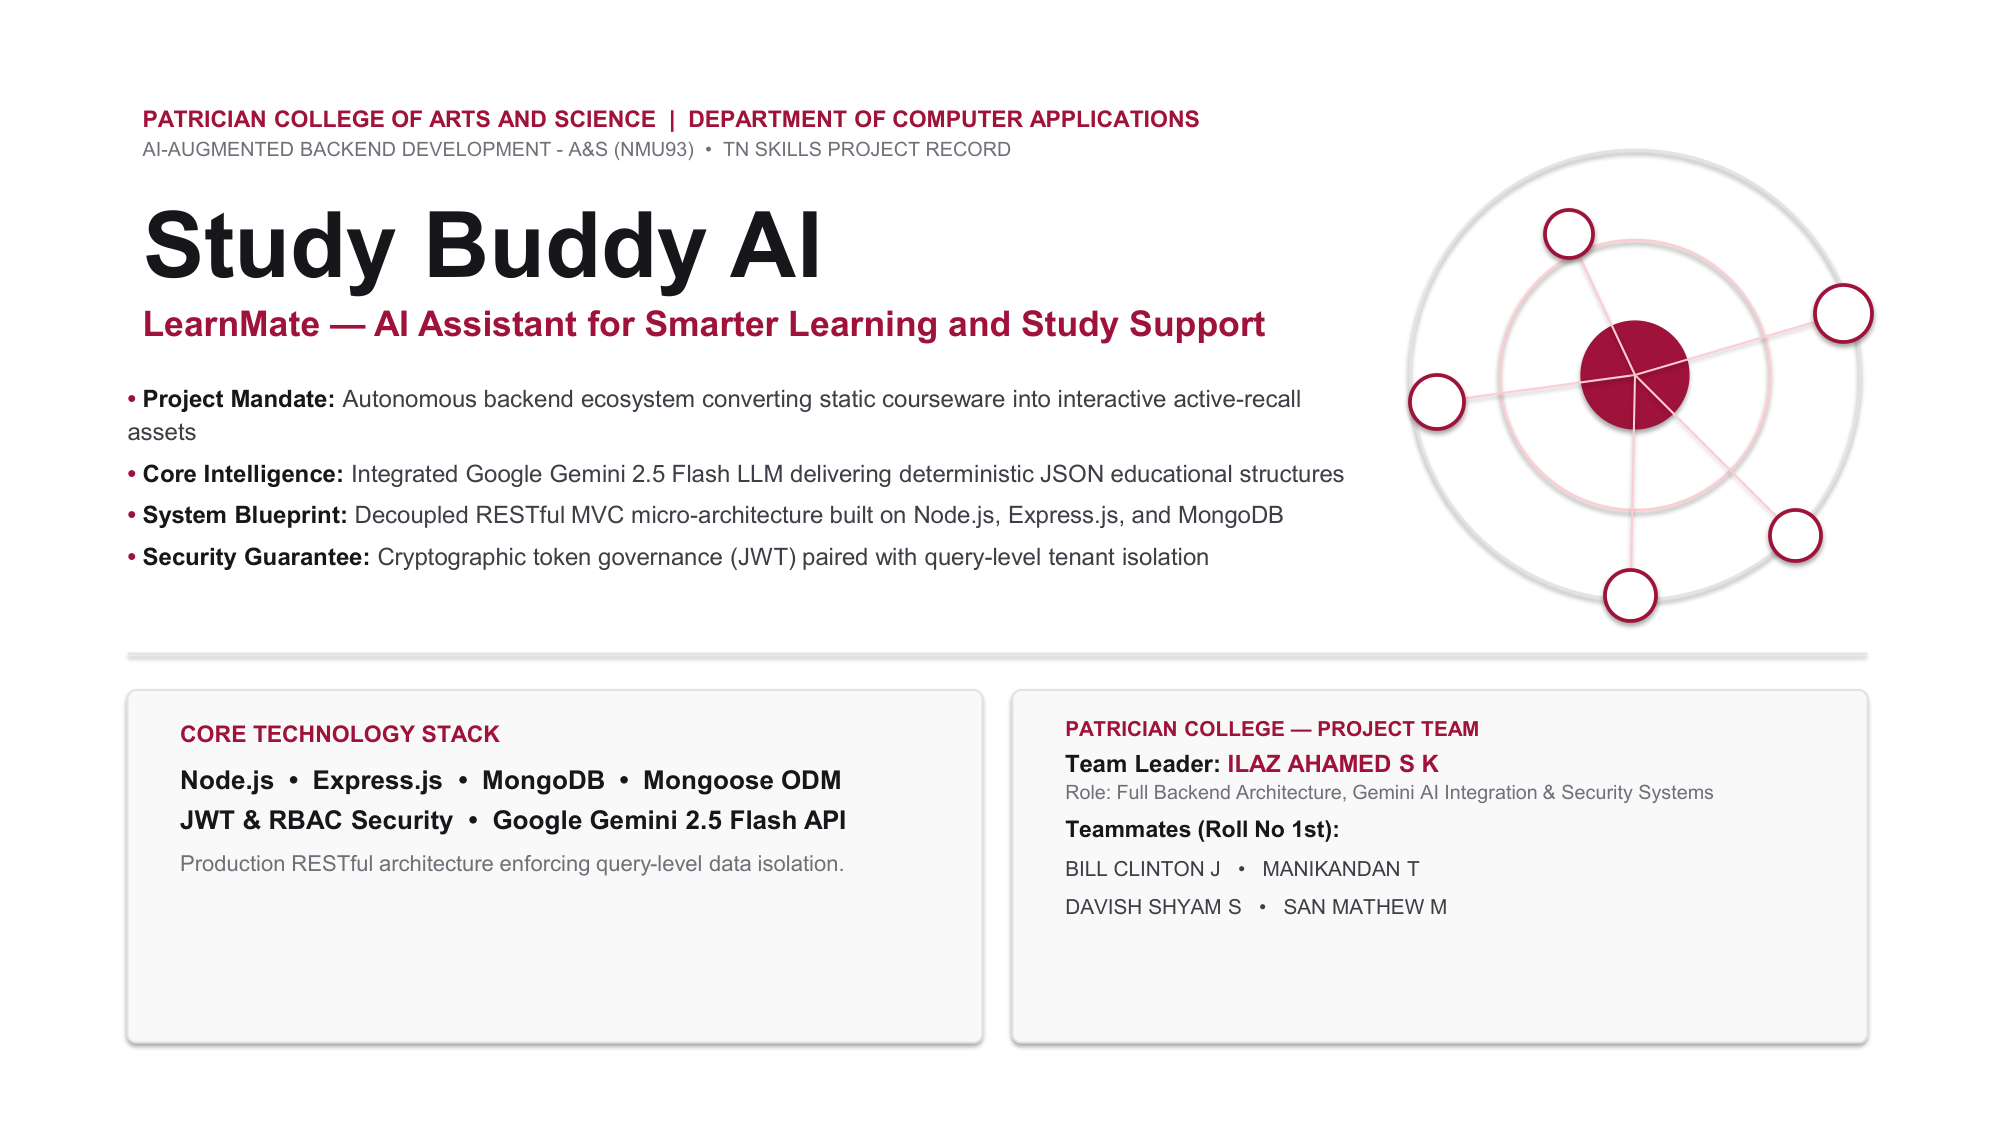 PATRICIAN COLLEGE OF ARTS AND SCIENCE | DEPARTMENT OF COMPUTER APPLICATIONS
AI-AUGMENTED BACKEND DEVELOPMENT - A&S (NMU93) • TN SKILLS PROJECT RECORD
Study Buddy AI
LearnMate — AI Assistant for Smarter Learning and Study Support
• Project Mandate: Autonomous backend ecosystem converting static courseware into interactive active-recall
assets
• Core Intelligence: Integrated Google Gemini 2.5 Flash LLM delivering deterministic JSON educational structures
• System Blueprint: Decoupled RESTful MVC micro-architecture built on Node.js, Express.js, and MongoDB
• Security Guarantee: Cryptographic token governance (JWT) paired with query-level tenant isolation
CORE TECHNOLOGY STACK
Node.js • Express.js • MongoDB • Mongoose ODM
JWT & RBAC Security • Google Gemini 2.5 Flash API
Production RESTful architecture enforcing query-level data isolation.
PATRICIAN COLLEGE — PROJECT TEAM
Team Leader: ILAZ AHAMED S K
Role: Full Backend Architecture, Gemini AI Integration & Security Systems
Teammates (Roll No 1st):
BILL CLINTON J • MANIKANDAN T
DAVISH SHYAM S • SAN MATHEW M